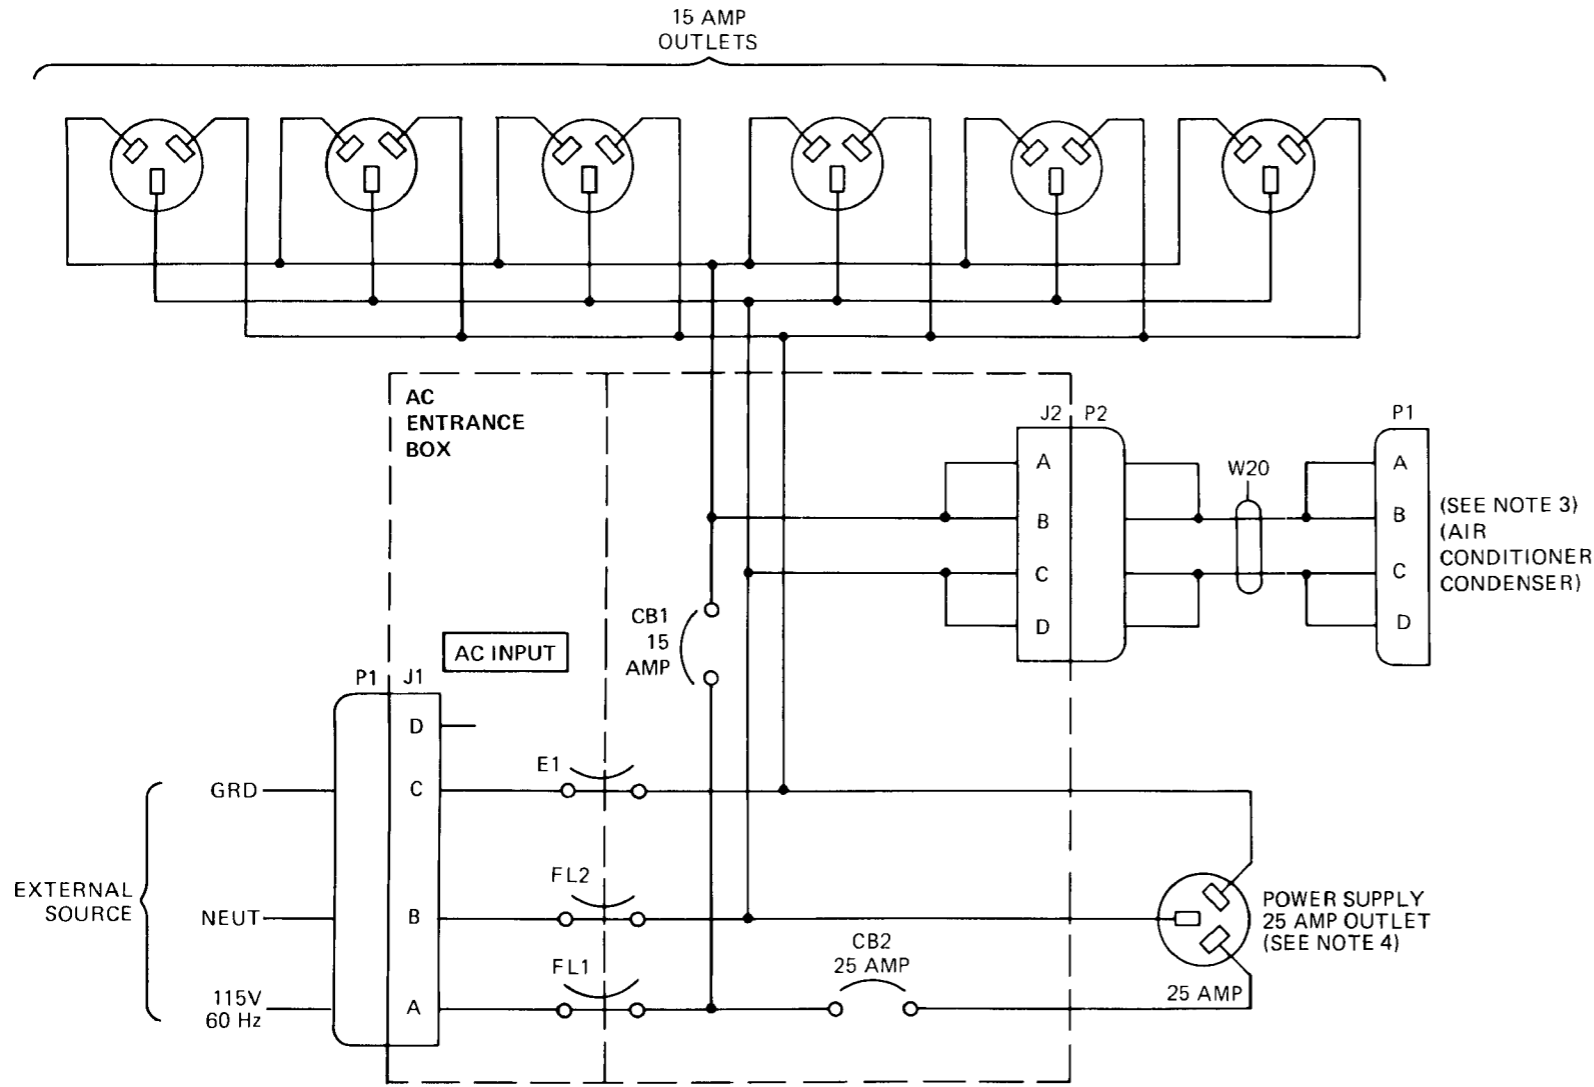 15 AMP
OUTLETS
AC
ENTRANCE
BOX
J2 P2
P1
A
B
C
D
W20
A
B
C
D
(SEE NOTE 3)
(AIR
CONDITIONER
CONDENSER)
CB1
15
AMP
AC INPUT
P1 J1
D
C
B
A
E1
FL2
FL1
GRD
NEUT
115V
60 Hz
EXTERNAL
SOURCE
CB2
25 AMP
POWER SUPPLY
25 AMP OUTLET
(SEE NOTE 4)
25 AMP